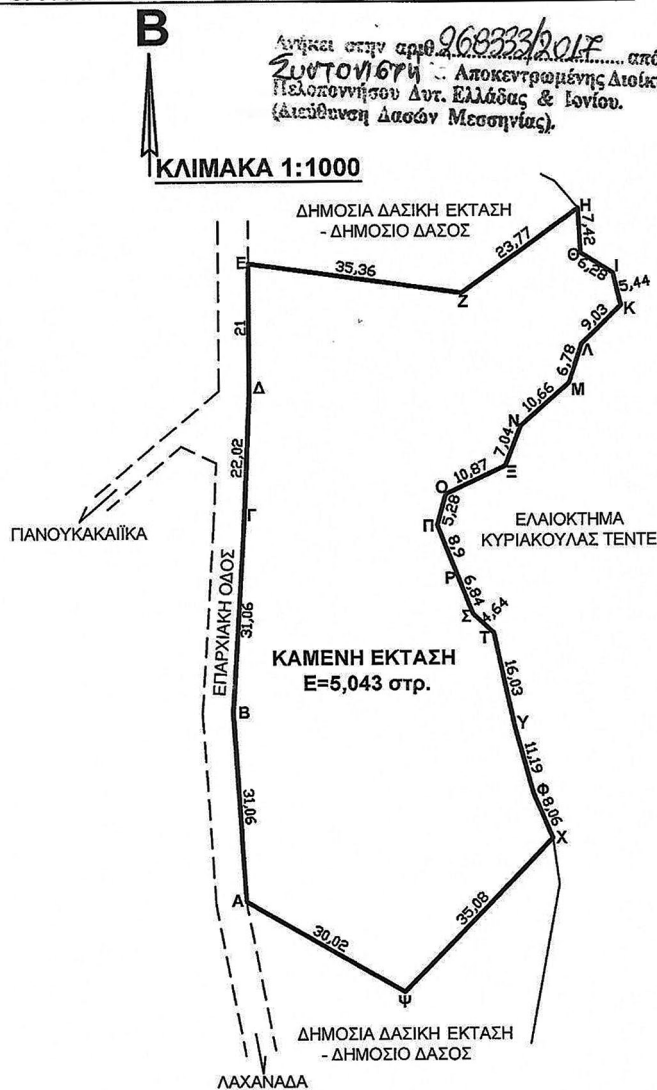 Β
Ανήκει στην αριθ. 268333/2017 από
Συντονιστή Αποκεντρωμένης Διοίκ
Πελοποννήσου Δυτ. Ελλάδας & Ιονίου.
(Διεύθυνση Δασών Μεσσηνίας).
ΚΛΙΜΑΚΑ 1:1000
ΔΗΜΟΣΙΑ ΔΑΣΙΚΗ ΕΚΤΑΣΗ
- ΔΗΜΟΣΙΟ ΔΑΣΟΣ
Η
7,42
23,77
Θ
6,28
Ι
Ε
35,36
5,44
Ζ
Κ
9,03
21
Λ
6,78
Δ
Μ
10,66
Ν
22,02
7,04
Ξ
10,87
Ο
5,28
Γ
Π
ΓΙΑΝΟΥΚΑΚΑΙΪΚΑ
ΕΛΑΙΟΚΤΗΜΑ
ΚΥΡΙΑΚΟΥΛΑΣ ΤΕΝΤΕ
8,9
Ρ
6,84
ΕΠΑΡΧΙΑΚΗ ΟΔΟΣ
31,06
Σ
4,64
Τ
ΚΑΜΕΝΗ ΕΚΤΑΣΗ
Ε=5,043 στρ.
16,03
Β
Υ
11,19
31,06
Φ
8,06
Χ
Α
35,08
30,02
Ψ
ΔΗΜΟΣΙΑ ΔΑΣΙΚΗ ΕΚΤΑΣΗ
- ΔΗΜΟΣΙΟ ΔΑΣΟΣ
ΛΑΧΑΝΑΔΑ